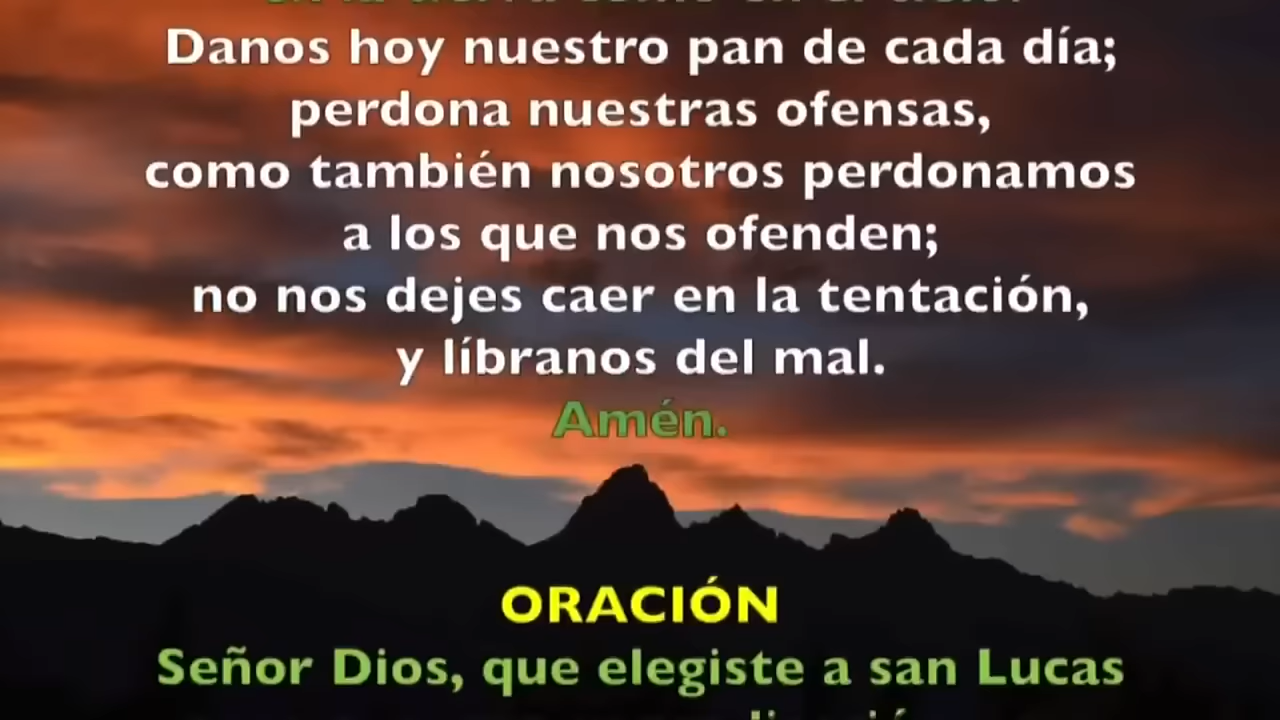 Danos hoy nuestro pan de cada día;
perdona nuestras ofensas,
como también nosotros perdonamos
a los que nos ofenden;
no nos dejes caer en la tentación,
y líbranos del mal.
Amén.
ORACIÓN
Señor Dios, que elegiste a san Lucas